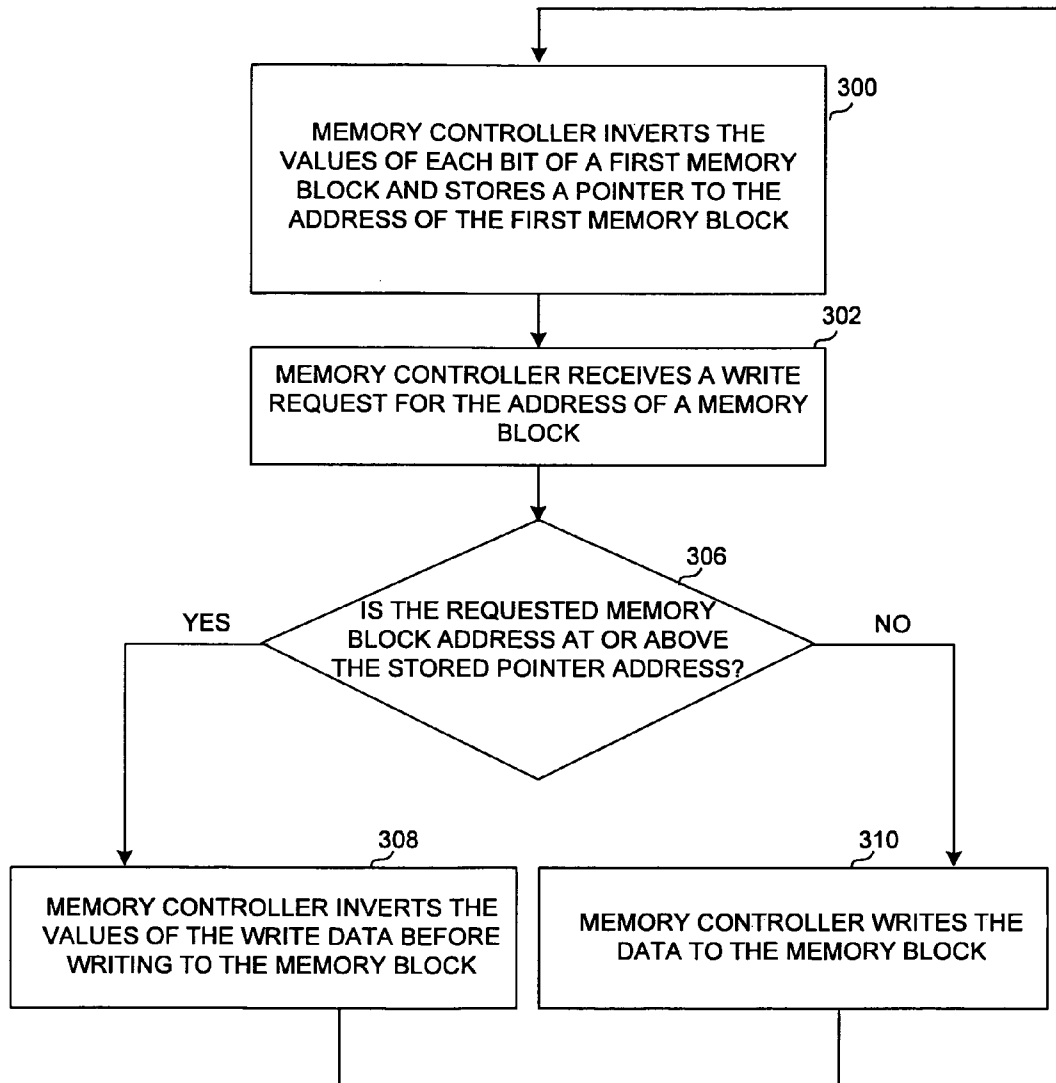 300
MEMORY CONTROLLER INVERTS THE
VALUES OF EACH BIT OF A FIRST MEMORY
BLOCK AND STORES A POINTER TO THE
ADDRESS OF THE FIRST MEMORY BLOCK
302
MEMORY CONTROLLER RECEIVES A WRITE
REQUEST FOR THE ADDRESS OF A MEMORY
BLOCK
306
IS THE REQUESTED MEMORY
BLOCK ADDRESS AT OR ABOVE
THE STORED POINTER ADDRESS?
YES
NO
308
MEMORY CONTROLLER INVERTS THE
VALUES OF THE WRITE DATA BEFORE
WRITING TO THE MEMORY BLOCK
310
MEMORY CONTROLLER WRITES THE
DATA TO THE MEMORY BLOCK